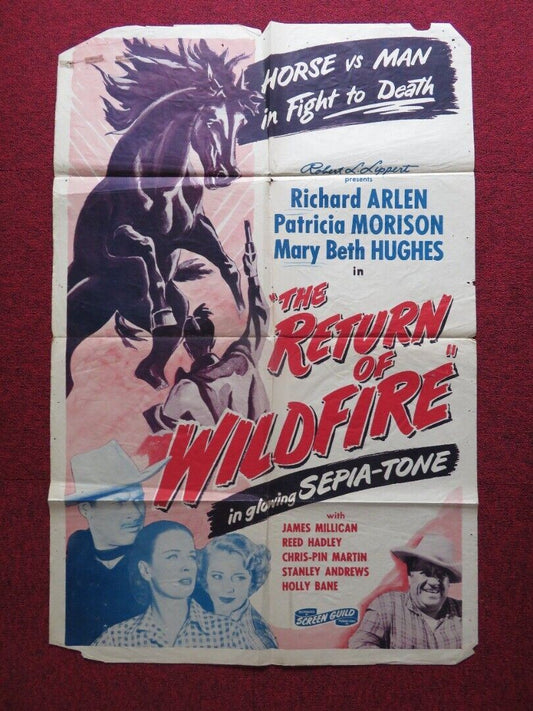 HORSE vs MAN
in Fight to Death
Robert L. Lippert
presents
Richard ARLEN
Patricia MORISON
Mary Beth HUGHES
in
"THE
RETURN
OF
WILDFIRE"
in glowing SEPIA-TONE
with
JAMES MILLICAN
REED HADLEY
CHRIS-PIN MARTIN
STANLEY ANDREWS
HOLLY BANE
SCREEN GUILD